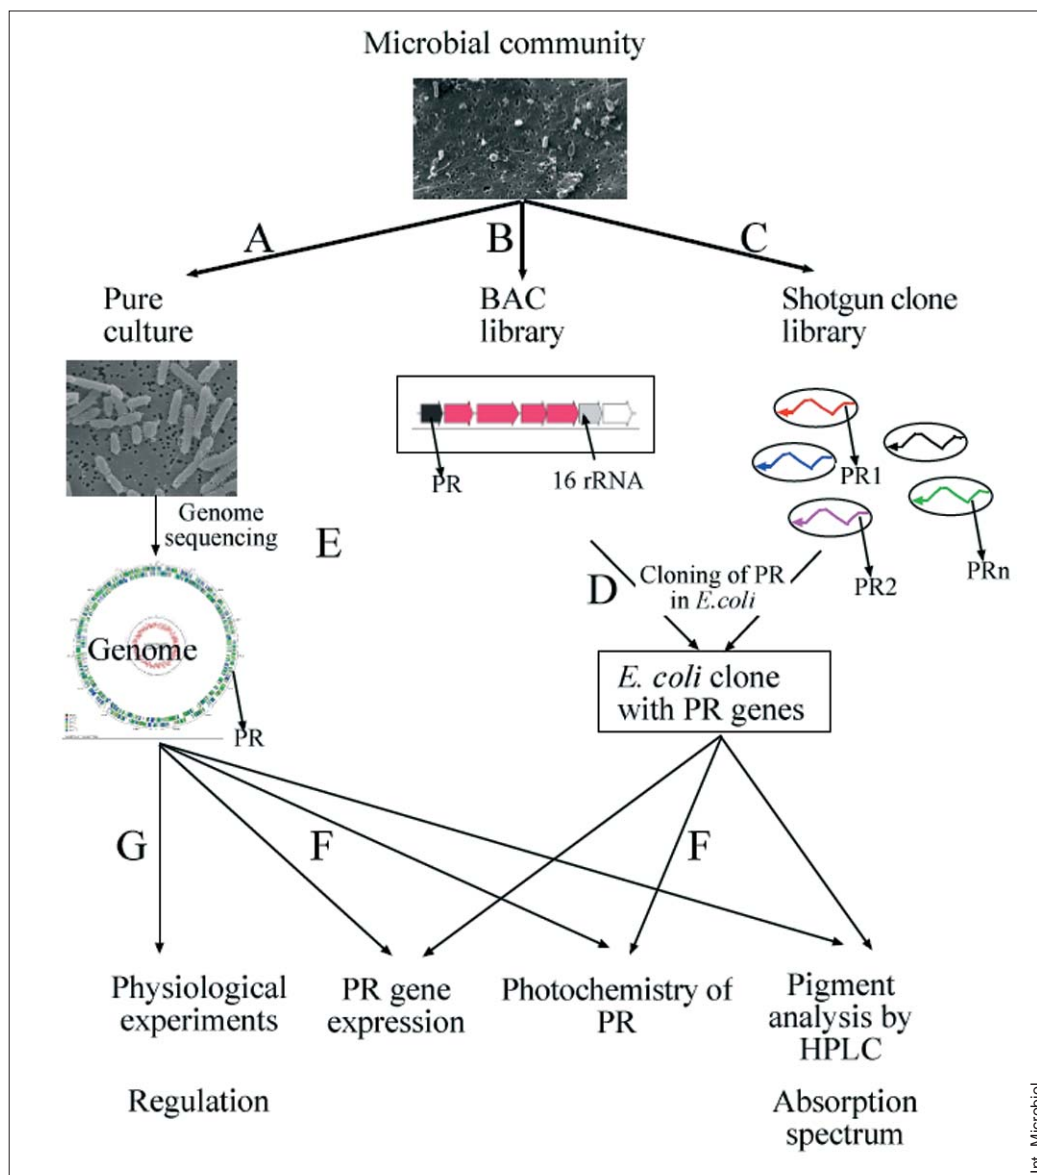 Microbial community
A
B
C
Pure
culture
BAC
library
Shotgun clone
library
PR
16 rRNA
PR1
PR2
PRn
Genome
sequencing
E
Genome
PR
D
Cloning of PR
in E.coli
E. coli clone
with PR genes
G
F
F
Physiological
experiments
PR gene
expression
Photochemistry of
PR
Pigment
analysis by
HPLC
Regulation
Absorption
spectrum
Int. Microbiol.